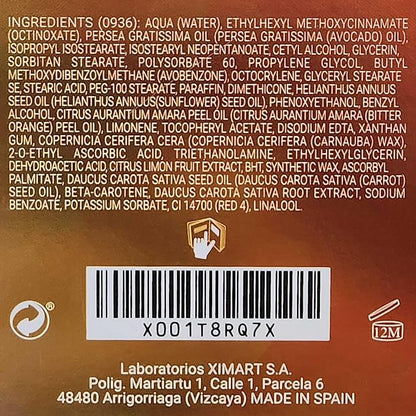 INGREDIENTS (0936): AQUA (WATER), ETHYLHEXYL METHOXYCINNAMATE
(OCTINOXATE), PERSEA GRATISSIMA OIL (PERSEA GRATISSIMA (AVOCADO) OIL),
ISOPROPYL ISOSTEARATE, ISOSTEARYL NEOPENTANOATE, CETYL ALCOHOL, GLYCERIN,
SORBITAN STEARATE, POLYSORBATE 60, PROPYLENE GLYCOL, BUTYL
METHOXYDIBENZOYLMETHANE (AVOBENZONE), OCTOCRYLENE, GLYCERYL STEARATE
SE, STEARIC ACID, PEG-100 STEARATE, PARAFFIN, DIMETHICONE, HELIANTHUS ANNUUS
SEED OIL (HELIANTHUS ANNUUS(SUNFLOWER) SEED OIL), PHENOXYETHANOL, BENZYL
ALCOHOL, CITRUS AURANTIUM AMARA PEEL OIL (CITRUS AURANTIUM AMARA (BITTER
ORANGE) PEEL OIL), LIMONENE, TOCOPHERYL ACETATE, DISODIUM EDTA, XANTHAN
GUM, COPERNICIA CERIFERA CERA (COPERNICIA CERIFERA (CARNAUBA) WAX),
2-O-ETHYL ASCORBIC ACID, TRIETHANOLAMINE, ETHYLHEXYLGLYCERIN,
DEHYDROACETIC ACID, CITRUS LIMON FRUIT EXTRACT, BHT, SYNTHETIC WAX, ASCORBYL
PALMITATE, DAUCUS CAROTA SATIVA SEED OIL (DAUCUS CAROTA SATIVA (CARROT)
SEED OIL), BETA-CAROTENE, DAUCUS CAROTA SATIVA ROOT EXTRACT, SODIUM
BENZOATE, POTASSIUM SORBATE, CI 14700 (RED 4), LINALOOL.
X001T8RQ7X
®
12M
Laboratorios XIMART S.A.
Polig. Martiartu 1, Calle 1, Parcela 6
48480 Arrigorriaga (Vizcaya) MADE IN SPAIN